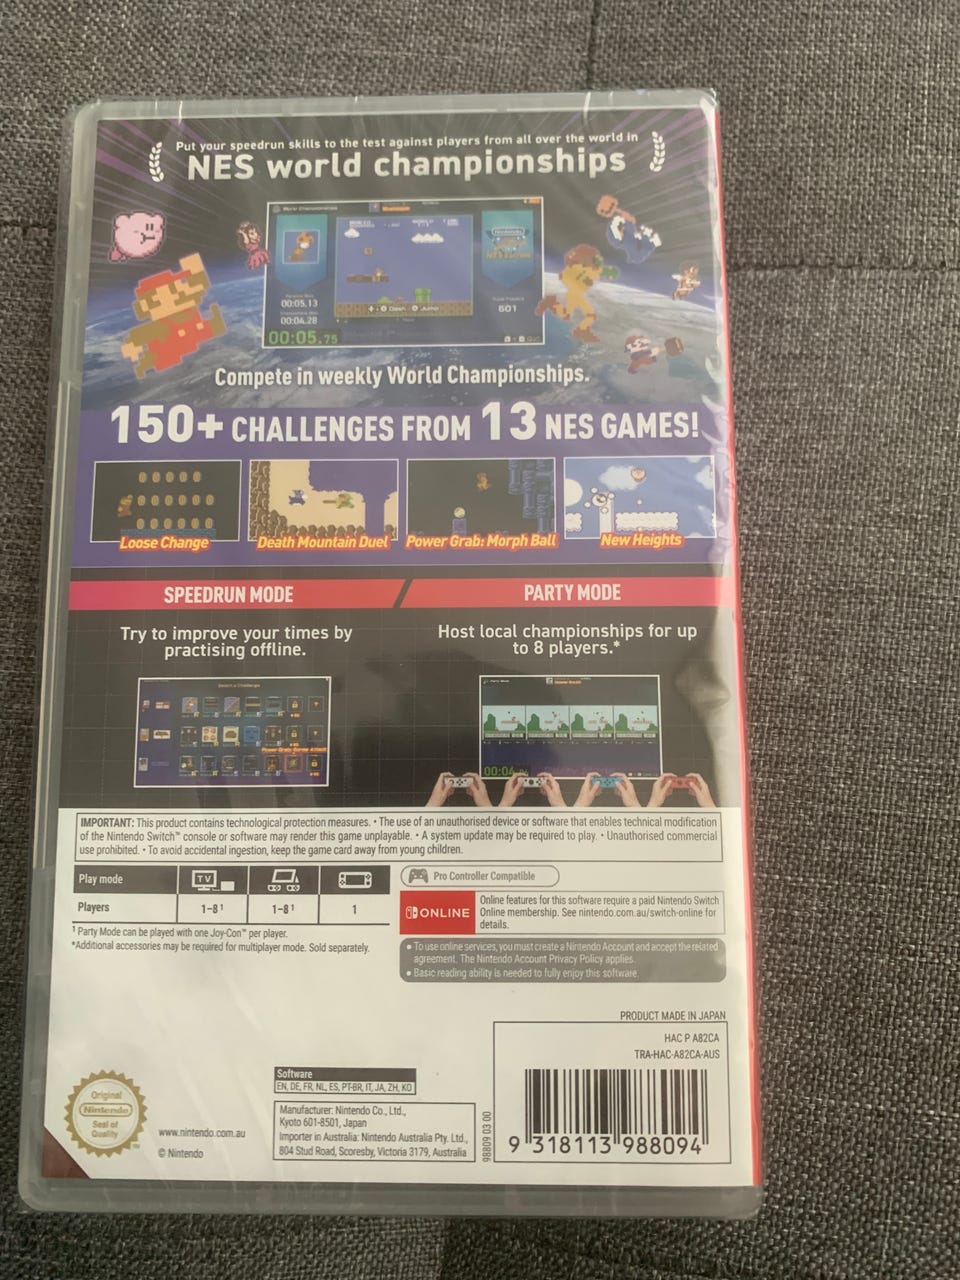 Put your speedrun skills to the test against players from all over the world in
NES world championships
World Championships
00:05.13
00:04.28
601
00:05.75
Compete in weekly World Championships.
150+ CHALLENGES FROM 13 NES GAMES!
Loose Change
Death Mountain Duel
Power Grab: Morph Ball
New Heights
SPEEDRUN MODE
PARTY MODE
Try to improve your times by
practising offline.
Host local championships for up
to 8 players.*
IMPORTANT: This product contains technological protection measures. • The use of an unauthorised device or software that enables technical modification
of the Nintendo Switch™ console or software may render this game unplayable. • A system update may be required to play. • Unauthorised commercial
use prohibited. • To avoid accidental ingestion, keep the game card away from young children.
Play mode
TV
Players
1-8¹
1-8¹
1
¹ Party Mode can be played with one Joy-Con™ per player.
*Additional accessories may be required for multiplayer mode. Sold separately.
Pro Controller Compatible
ONLINE
Online features for this software require a paid Nintendo Switch
Online membership. See nintendo.com.au/switch-online for
details.
• To use online services, you must create a Nintendo Account and accept the related
agreement. The Nintendo Account Privacy Policy applies.
• Basic reading ability is needed to fully enjoy this software.
PRODUCT MADE IN JAPAN
HAC P A82CA
TRA-HAC-A82CA-AUS
Original
Nintendo
Seal of
Quality
www.nintendo.com.au
© Nintendo
Software
EN, DE, FR, NL, ES, PT-BR, IT, JA, ZH, KO
Manufacturer: Nintendo Co., Ltd.,
Kyoto 601-8501, Japan
Importer in Australia: Nintendo Australia Pty. Ltd.,
804 Stud Road, Scoresby, Victoria 3179, Australia
98809 03 00
9 318113 988094